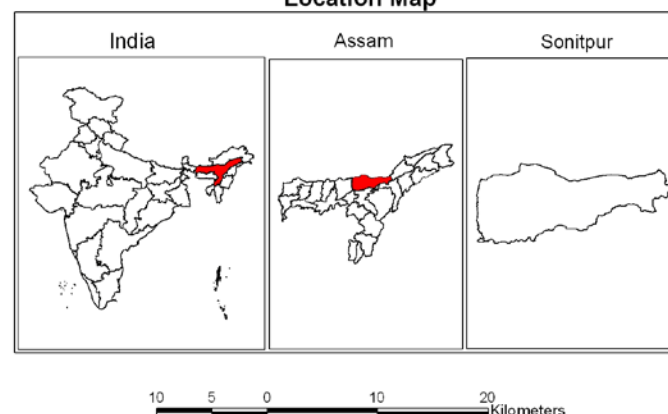 Location Map
India
Assam
Sonitpur
10 5 0 10 20
Kilometers